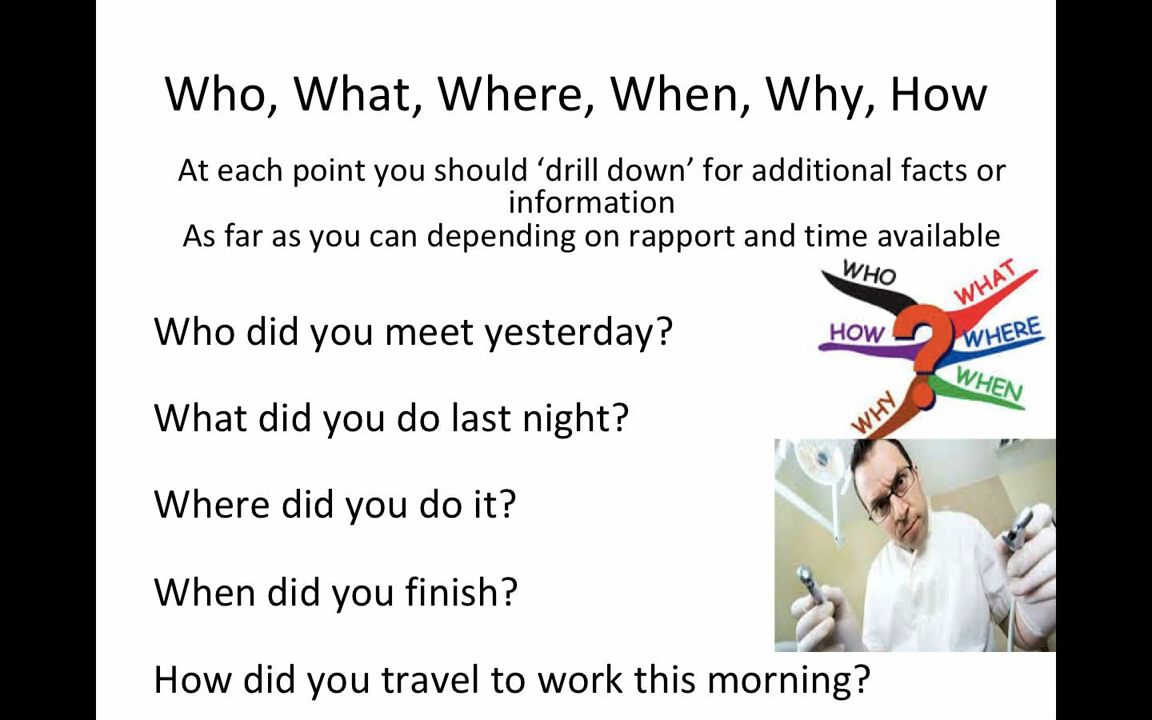 Who, What, Where, When, Why, How
At each point you should ‘drill down’ for additional facts or
information
As far as you can depending on rapport and time available
WHO
WHAT
HOW
WHERE
WHEN
WHY
Who did you meet yesterday?
What did you do last night?
Where did you do it?
When did you finish?
How did you travel to work this morning?